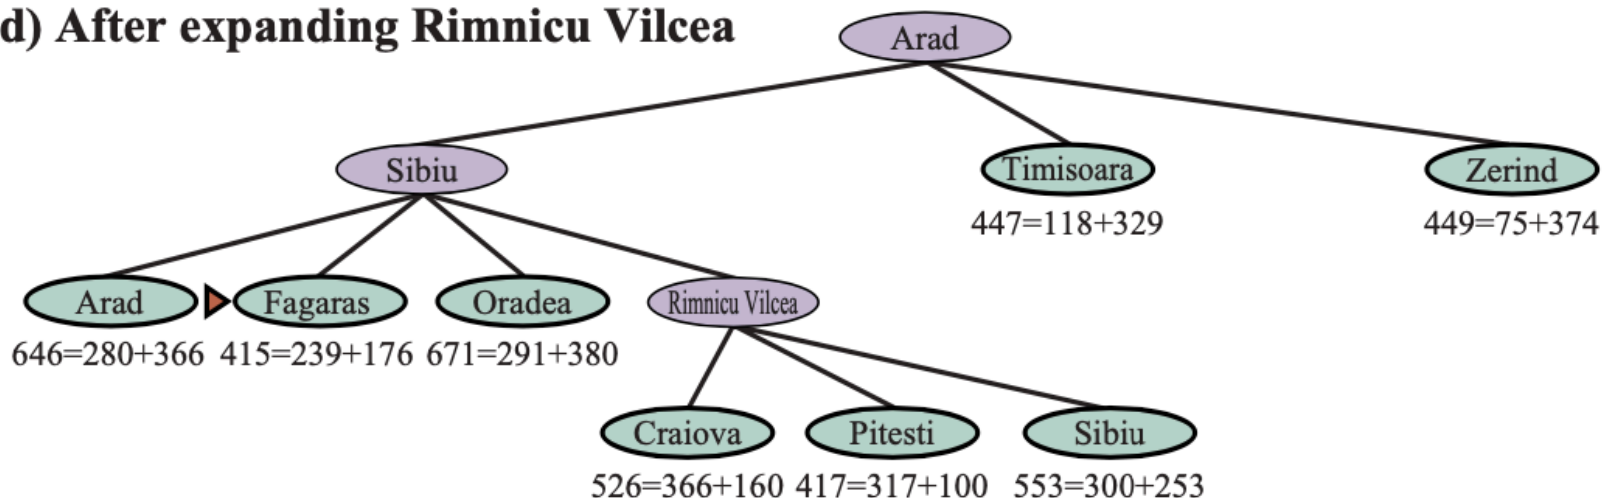 d) After expanding Rimnicu Vilcea
Arad
Sibiu
Timisoara
Zerind
447=118+329
449=75+374
Arad
Fagaras
Oradea
Rimnicu Vilcea
646=280+366
415=239+176
671=291+380
Craiova
Pitesti
Sibiu
526=366+160
417=317+100
553=300+253